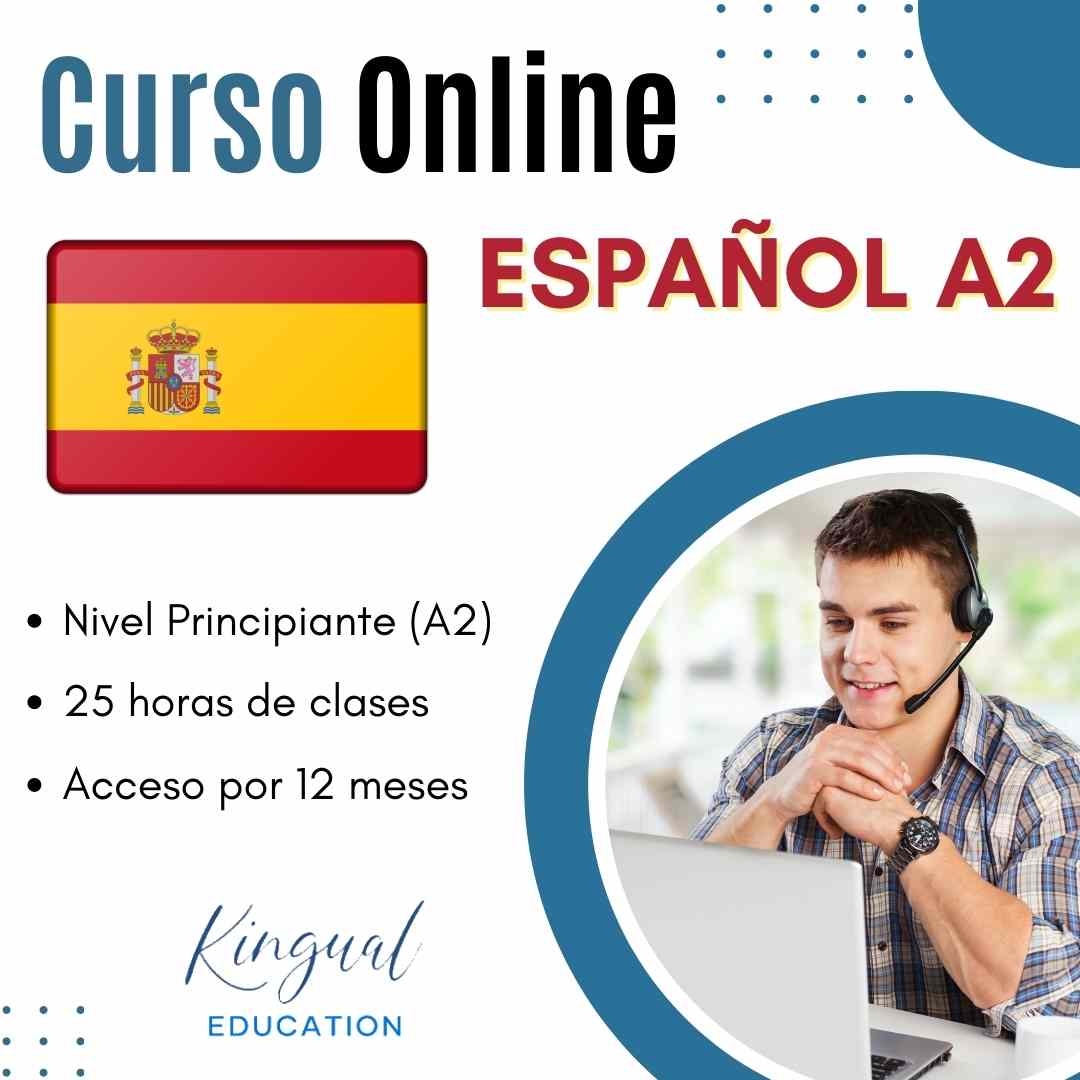 Curso Online
ESPAÑOL A2
• Nivel Principiante (A2)
• 25 horas de clases
• Acceso por 12 meses
Kingual
EDUCATION